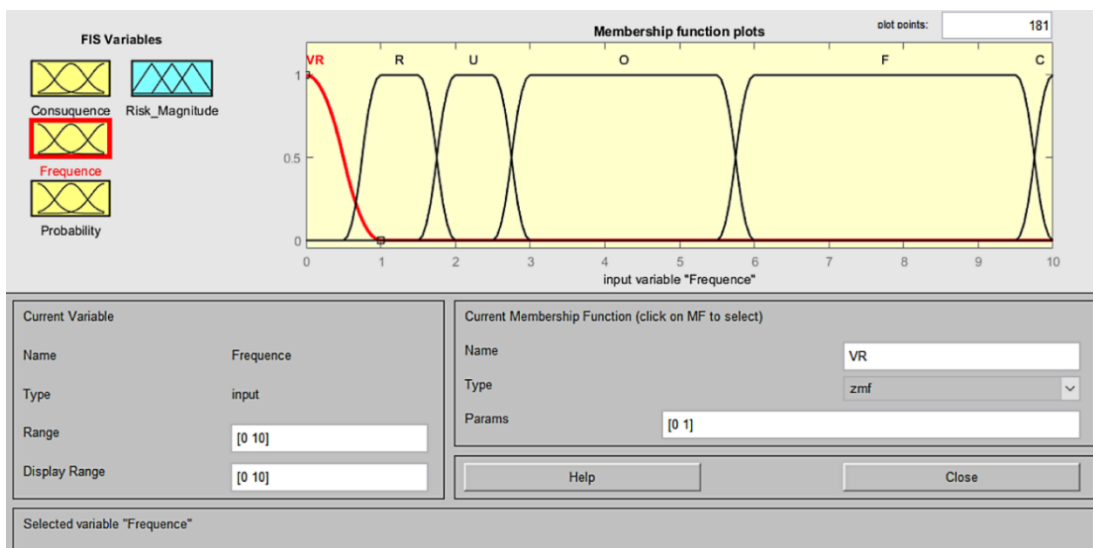 FIS Variables
Membership function plots
plot points:
181
Consuquence
Risk_Magnitude
Frequence
Probability
VR
R
U
O
F
C
1
0.5
0
0
1
2
3
4
5
6
7
8
9
10
input variable "Frequence"
Current Variable
Name
Frequence
Type
input
Range
[0 10]
Display Range
[0 10]
Current Membership Function (click on MF to select)
Name
VR
Type
zmf
Params
[0 1]
Help
Close
Selected variable "Frequence"